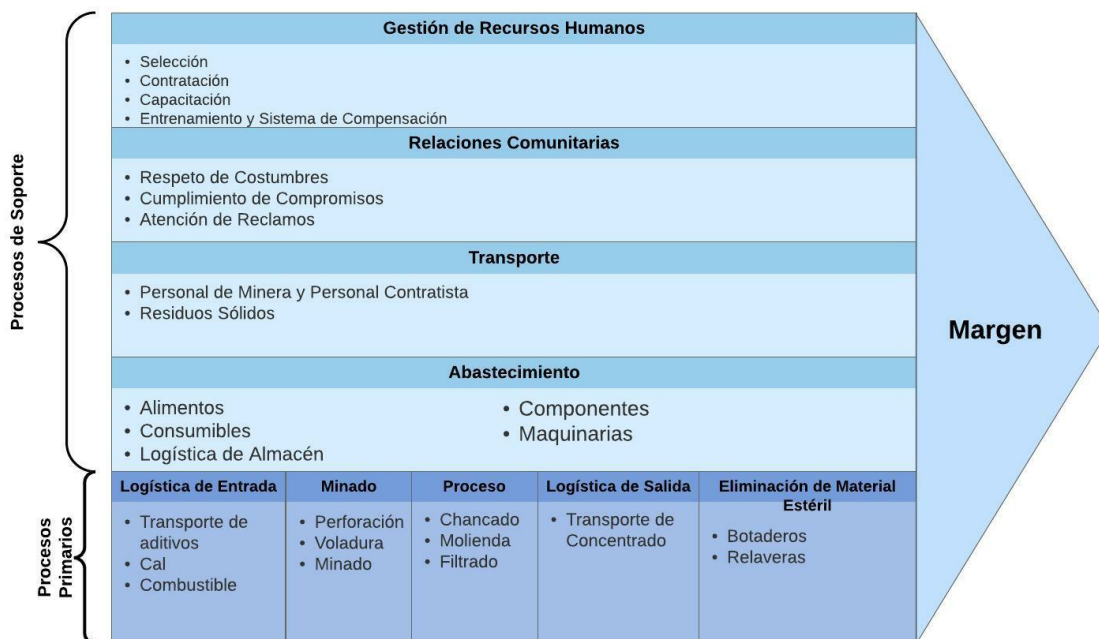 Procesos de Soporte
Gestión de Recursos Humanos
• Selección
• Contratación
• Capacitación
• Entrenamiento y Sistema de Compensación
Relaciones Comunitarias
• Respeto de Costumbres
• Cumplimiento de Compromisos
• Atención de Reclamos
Transporte
• Personal de Minera y Personal Contratista
• Residuos Sólidos
Abastecimiento
• Alimentos
• Consumibles
• Logística de Almacén
• Componentes
• Maquinarias
Margen
Procesos
Primarios
Logística de Entrada
• Transporte de
aditivos
• Cal
• Combustible
Minado
• Perforación
• Voladura
• Minado
Proceso
• Chancado
• Molienda
• Filtrado
Logística de Salida
• Transporte de
Concentrado
Eliminación de Material
Estéril
• Botaderos
• Relaveras